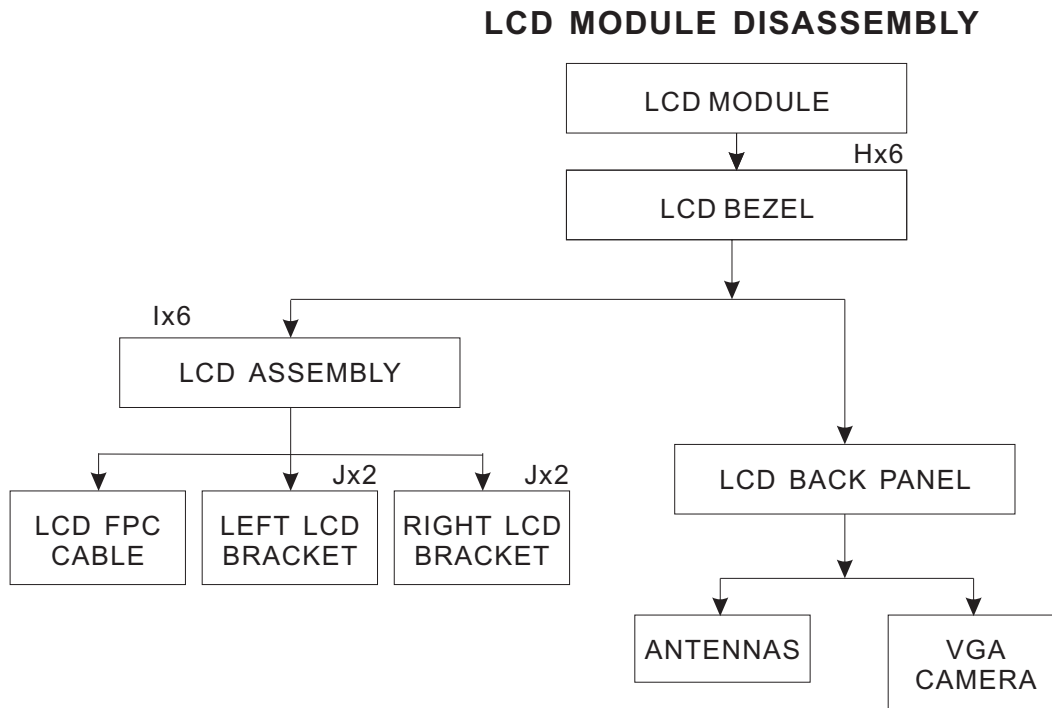 LCD MODULE DISASSEMBLY
LCD MODULE
Hx6
LCD BEZEL
Ix6
LCD ASSEMBLY
LCD BACK PANEL
Jx2
Jx2
LCD FPC
CABLE
LEFT LCD
BRACKET
RIGHT LCD
BRACKET
ANTENNAS
VGA
CAMERA